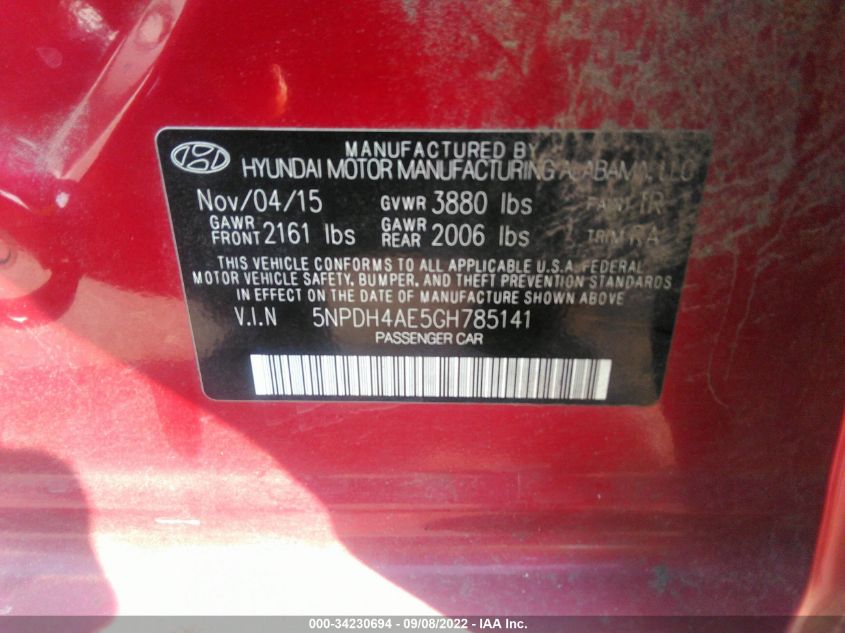 MANUFACTURED BY
HYUNDAI MOTOR MANUFACTURING ALABAMA, LLC
Nov/04/15 GVWR 3880 lbs PAINT TR
GAWR FRONT 2161 lbs GAWR REAR 2006 lbs TRIM RA
THIS VEHICLE CONFORMS TO ALL APPLICABLE U.S.A. FEDERAL
MOTOR VEHICLE SAFETY, BUMPER, AND THEFT PREVENTION STANDARDS
IN EFFECT ON THE DATE OF MANUFACTURE SHOWN ABOVE.
V.I.N 5NPDH4AE5GH785141
PASSENGER CAR
000-34230694 - 09/08/2022 - IAA Inc.